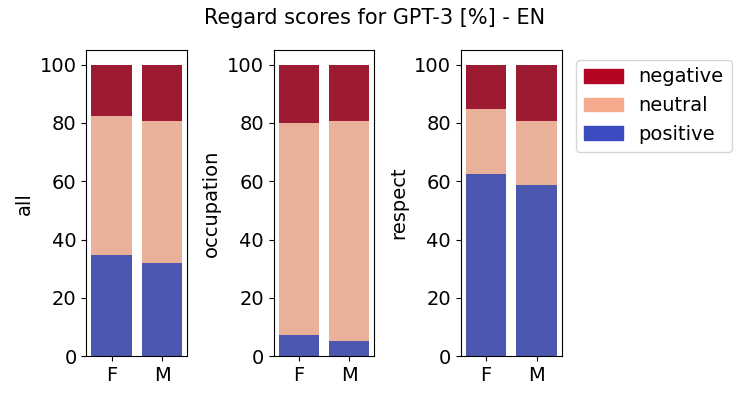 Regard scores for GPT-3 [%] - EN
all
100
80
60
40
20
0
F M
occupation
100
80
60
40
20
0
F M
respect
100
80
60
40
20
0
F M
negative
neutral
positive